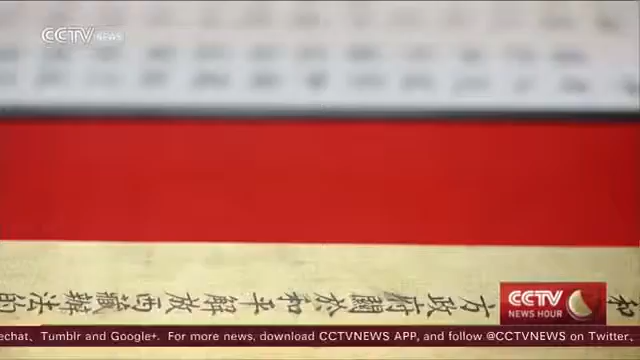 CCTV NEWS
和
方政府關於和平解放西藏辦法的
CCTV
NEWS HOUR
echat, Tumblr and Google+. For more news, download CCTVNEWS APP, and follow @CCTVNEWS on Twitter,